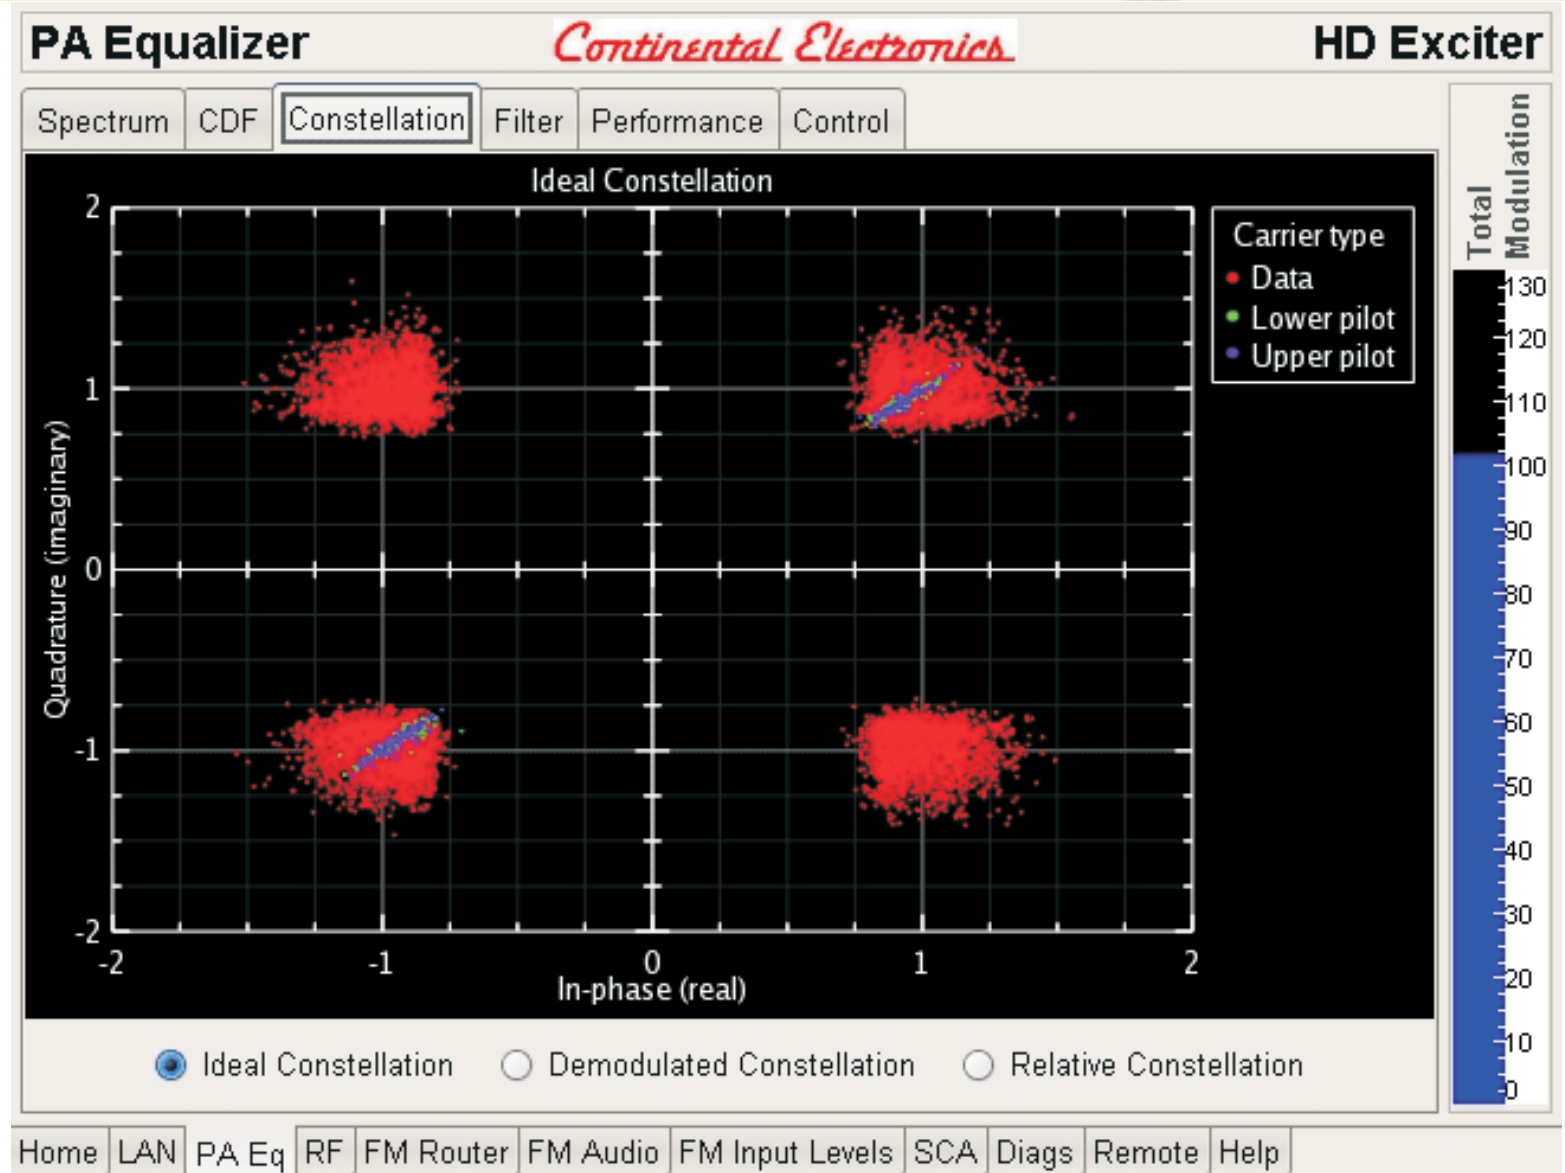 PA Equalizer
Continental Electronics
HD Exciter
Spectrum
CDF
Constellation
Filter
Performance
Control
Ideal Constellation
2
1
0
-1
-2
-2
-1
0
1
2
Quadrature (imaginary)
In-phase (real)
Carrier type
Data
Lower pilot
Upper pilot
Total
Modulation
130
120
110
100
90
80
70
60
50
40
30
20
10
0
Ideal Constellation
Demodulated Constellation
Relative Constellation
Home
LAN
PA Eq
RF
FM Router
FM Audio
FM Input Levels
SCA
Diags
Remote
Help